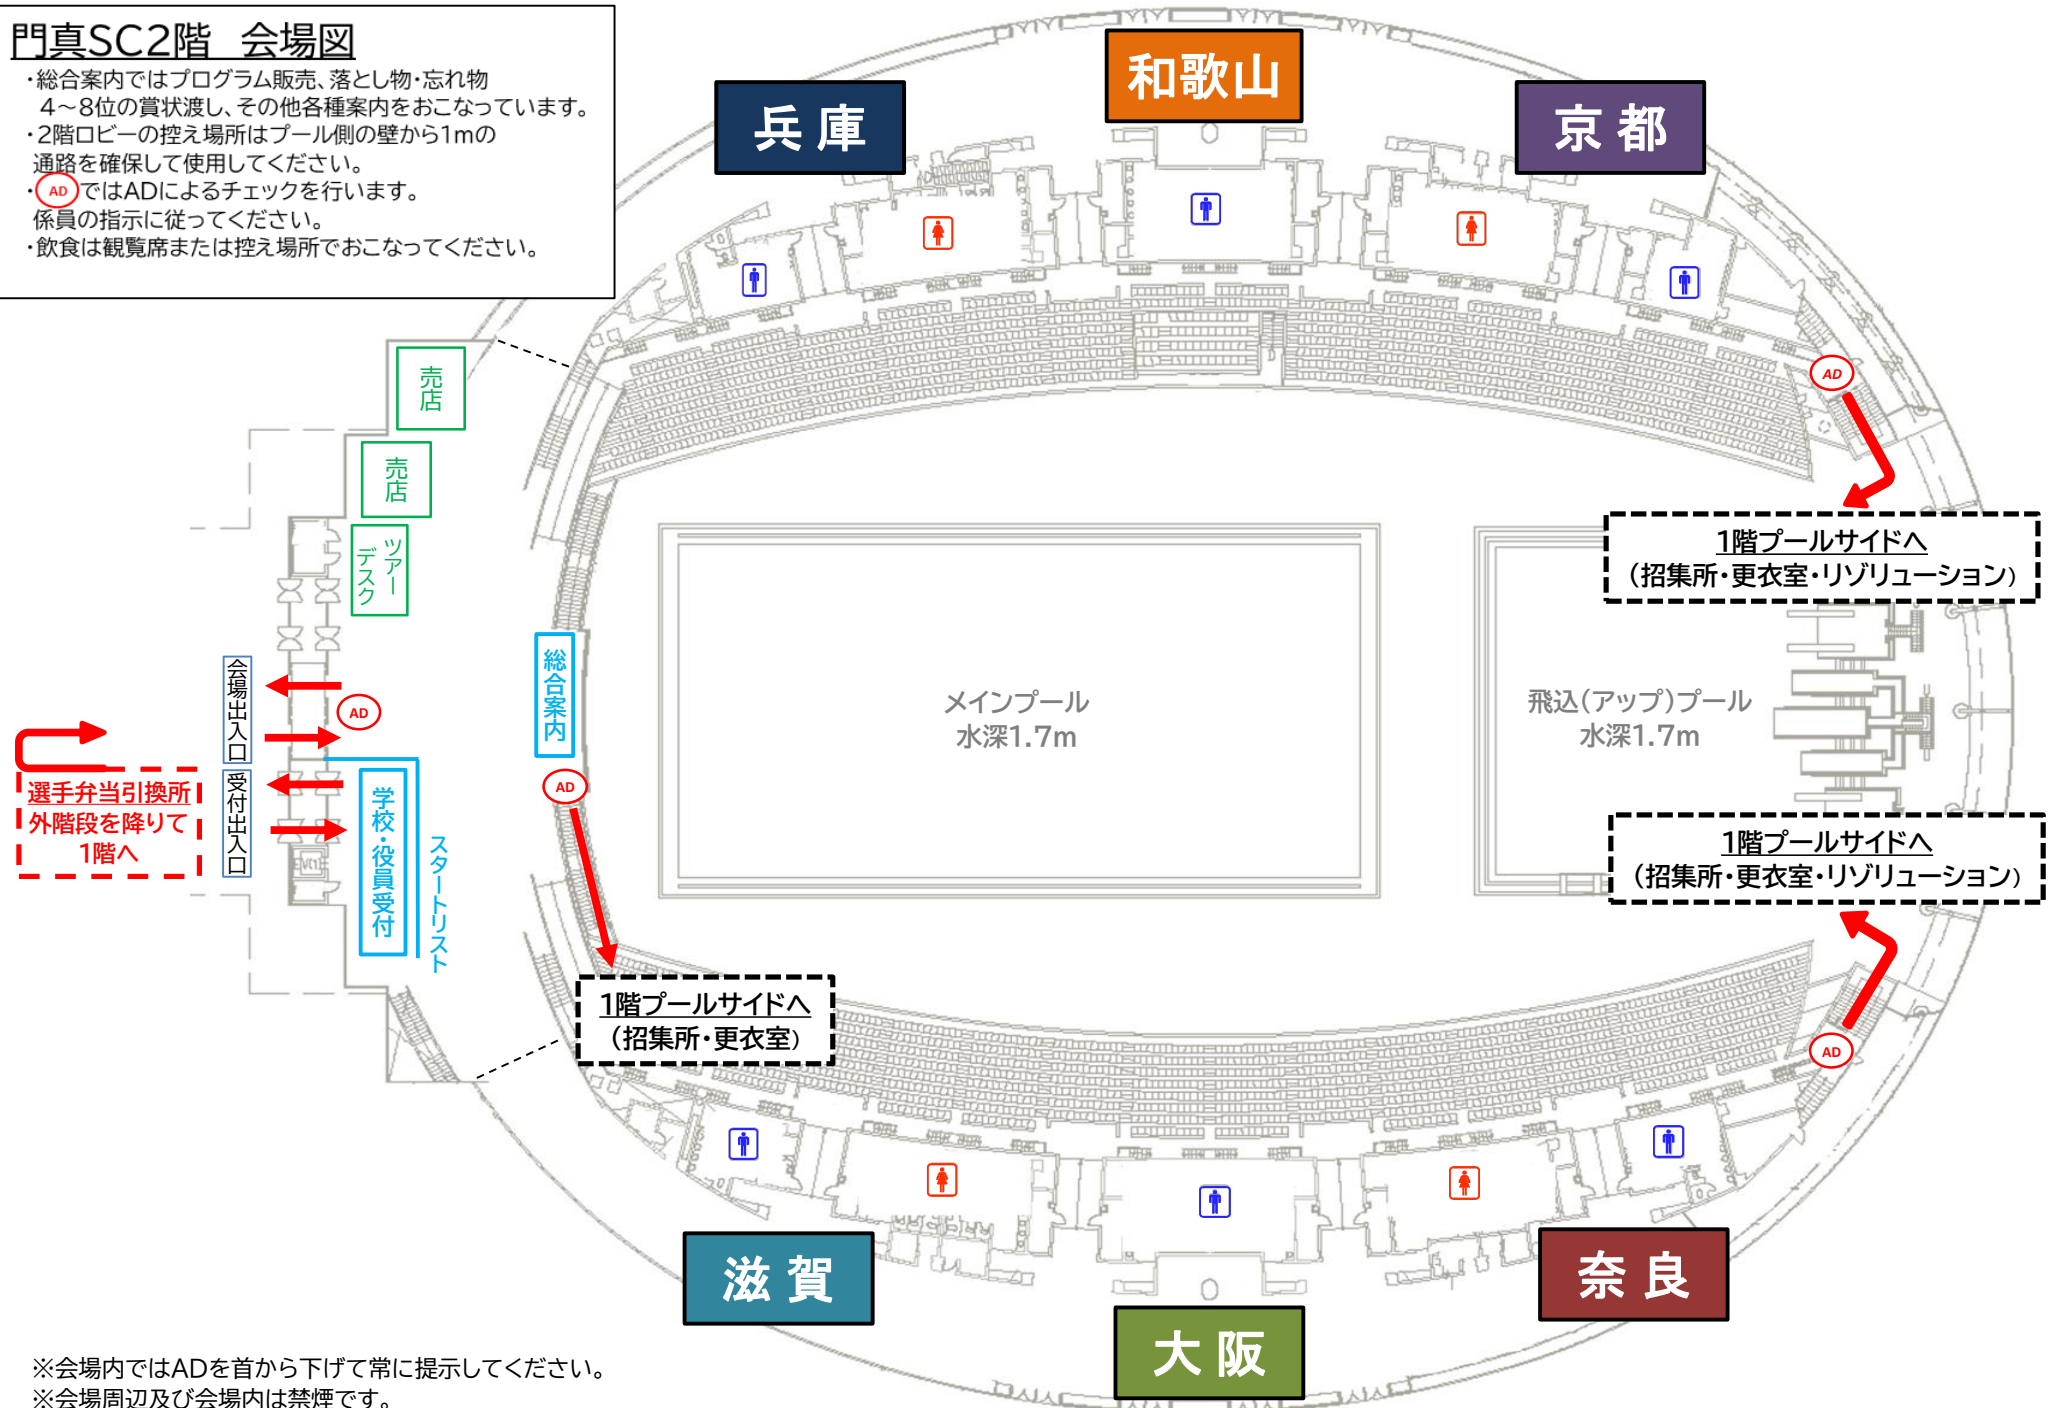 門真SC2階　会場図
・総合案内ではプログラム販売、落とし物・忘れ物
4～8位の賞状渡し、その他各種案内をおこなっています。
・2階ロビーの控え場所はプール側の壁から1mの
通路を確保して使用してください。
・ADではADによるチェックを行います。
係員の指示に従ってください。
・飲食は観覧席または控え場所でおこなってください。
兵庫
和歌山
京都
売店
売店
ツアー
デスク
AD
1階プールサイドへ
（招集所・更衣室・リゾリューション）
総合案内
メインプール
水深1.7m
飛込(アップ)プール
水深1.7m
会場出入口
AD
受付出入口
選手弁当引換所
外階段を降りて
1階へ
学校・役員受付
スタートリスト
EV(1)
AD
1階プールサイドへ
（招集所・更衣室）
1階プールサイドへ
（招集所・更衣室・リゾリューション）
AD
滋賀
大阪
奈良
※会場内ではADを首から下げて常に提示してください。
※会場周辺及び会場内は禁煙です。